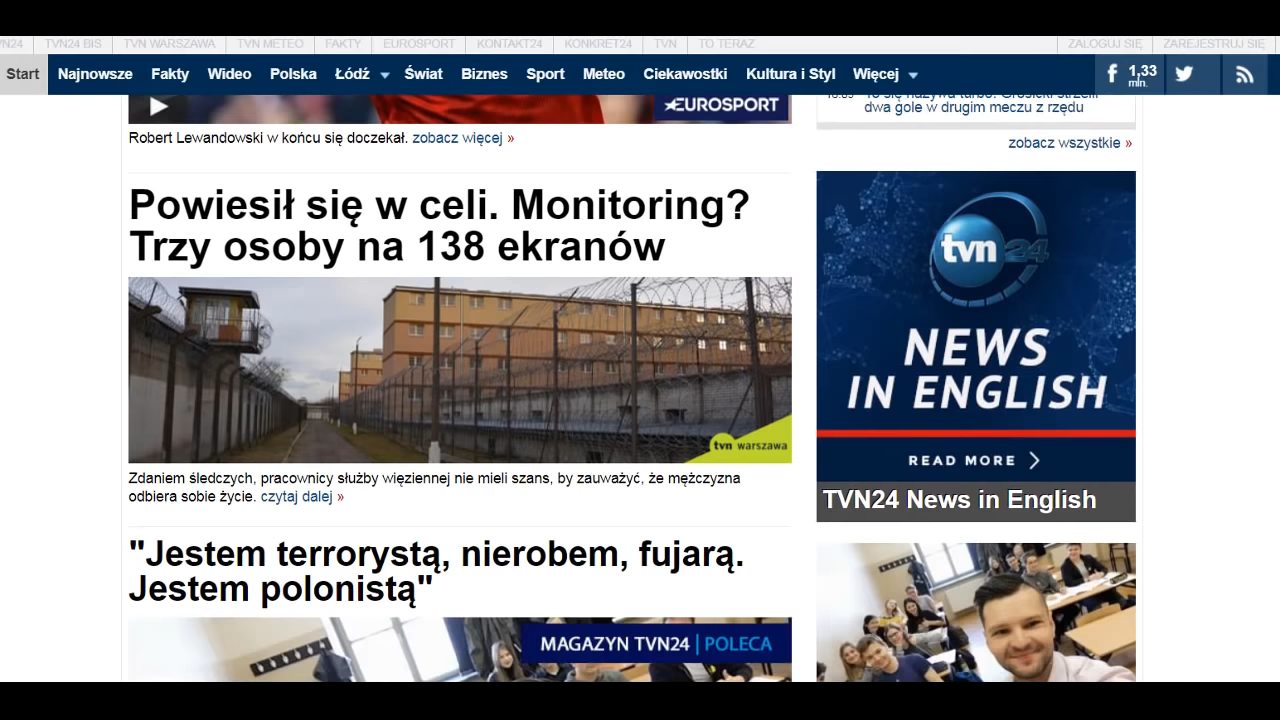 TVN24 BIS TVN WARSZAWA TVN METEO FAKTY EUROSPORT KONTAKT24 KONKRET24 TVN TO TERAZ ZALOGUJ SIĘ ZAREJESTRUJ SIĘ
Start Najnowsze Fakty Wideo Polska Łódź Świat Biznes Sport Meteo Ciekawostki Kultura i Styl Więcej 1,33 mln.
EUROSPORT
Robert Lewandowski w końcu się doczekał. zobacz więcej »
dwa gole w drugim meczu z rzędu
zobacz wszystkie »
Powiesił się w celi. Monitoring?
Trzy osoby na 138 ekranów
tvn warszawa
Zdaniem śledczych, pracownicy służby więziennej nie mieli szans, by zauważyć, że mężczyzna
odbiera sobie życie. czytaj dalej »
"Jestem terrorystą, nierobem, fujarą.
Jestem polonistą"
MAGAZYN TVN24 | POLECA
tvn24
NEWS
IN ENGLISH
READ MORE
TVN24 News in English